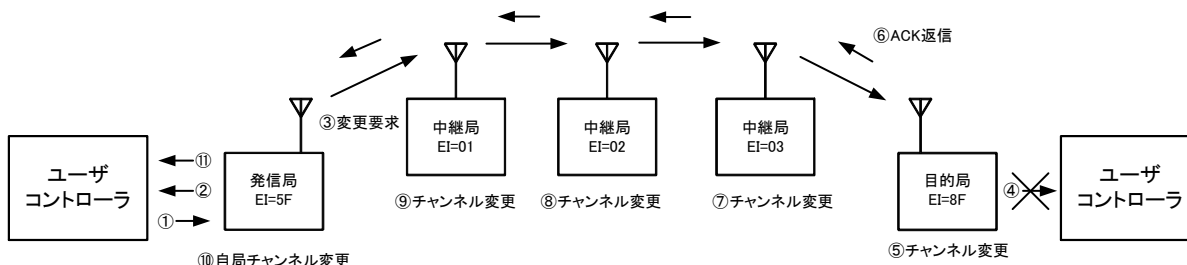 ⑥ACK返信
③変更要求
ユーザ
コントローラ
⑪
②
①
発信局
EI=5F
中継局
EI=01
中継局
EI=02
中継局
EI=03
目的局
EI=8F
④
ユーザ
コントローラ
⑨チャンネル変更
⑧チャンネル変更
⑦チャンネル変更
⑤チャンネル変更
⑩自局チャンネル変更